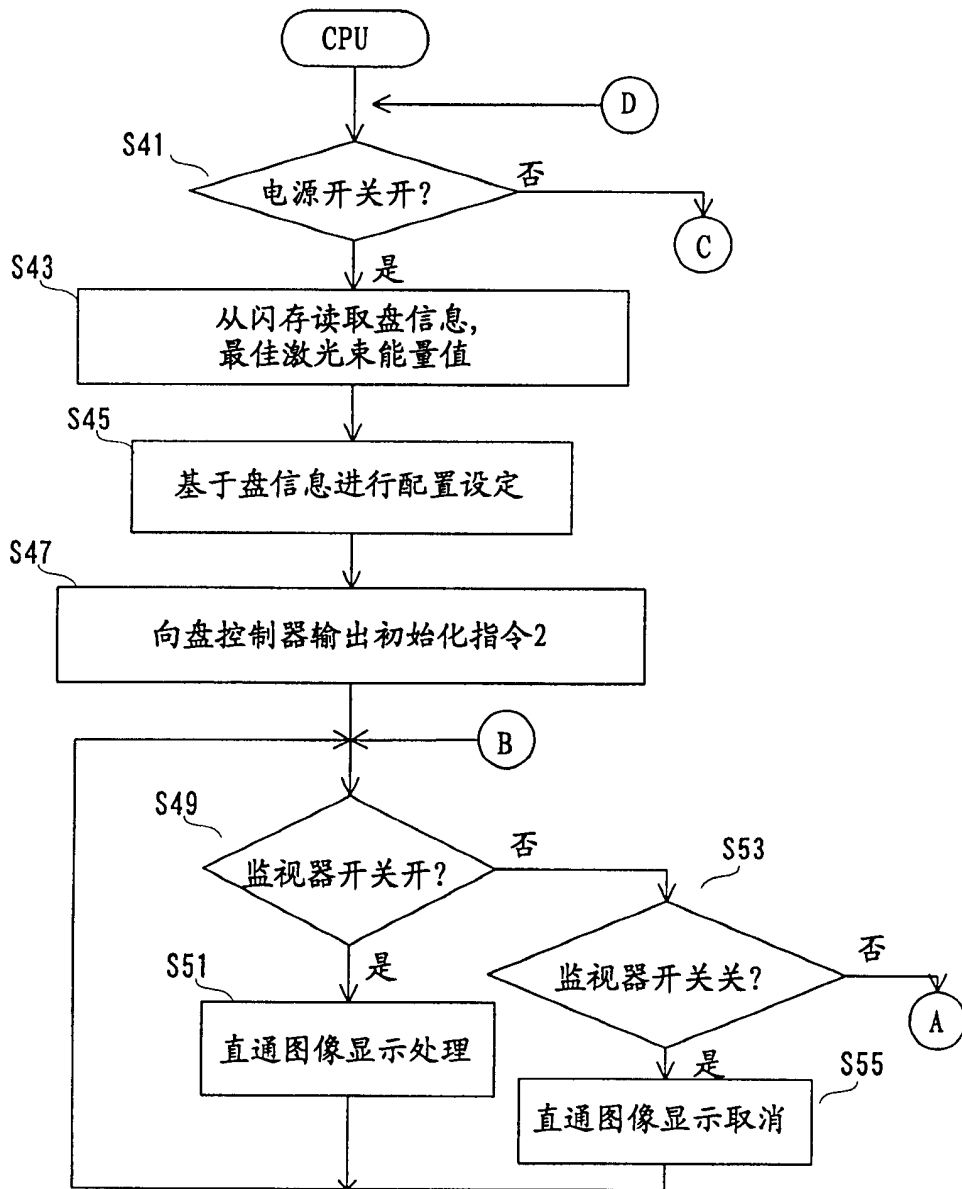 CPU
D
S41
电源开关开?
否
C
是
S43
从闪存读取盘信息,
最佳激光束能量值
S45
基于盘信息进行配置设定
S47
向盘控制器输出初始化指令2
B
S49
监视器开关开?
否
S53
监视器开关关?
否
A
是
S51
直通图像显示处理
是
S55
直通图像显示取消